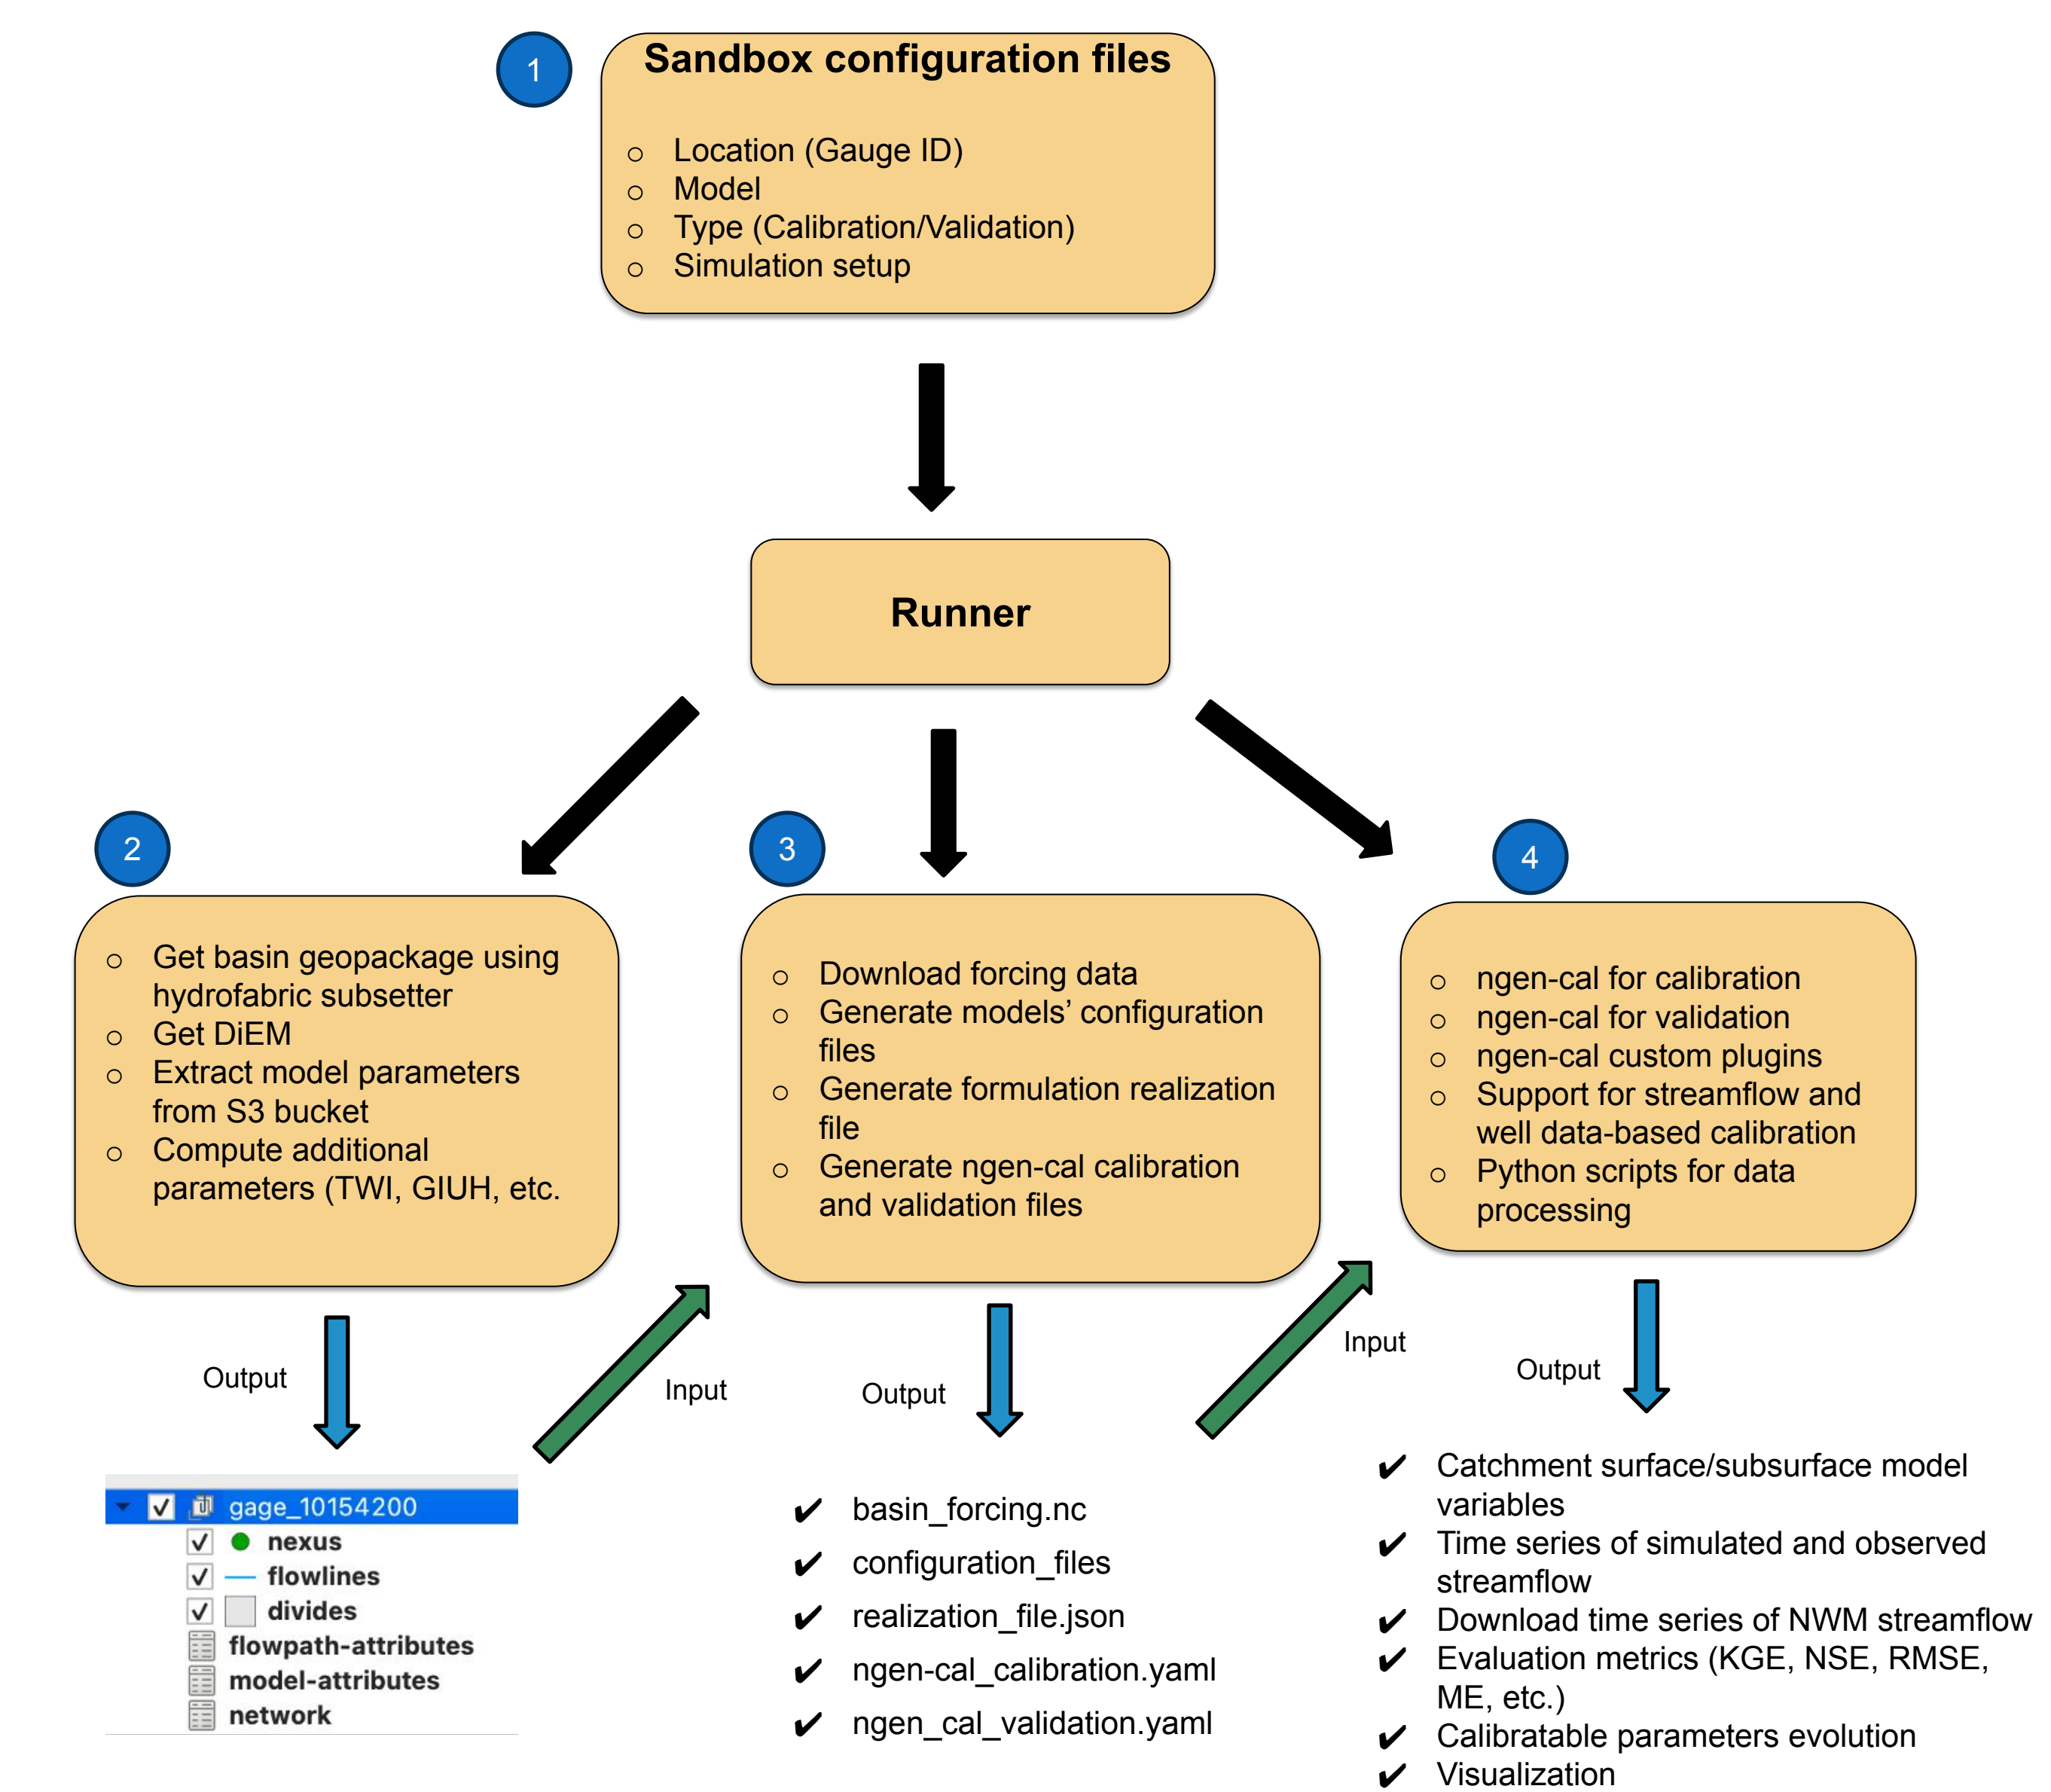 1
Sandbox configuration files
Location (Gauge ID)
Model
Type (Calibration/Validation)
Simulation setup
Runner
2
Get basin geopackage using
hydrofabric subsetter
Get DiEM
Extract model parameters
from S3 bucket
Compute additional
parameters (TWI, GIUH, etc.
3
Download forcing data
Generate models’ configuration
files
Generate formulation realization
file
Generate ngen-cal calibration
and validation files
4
ngen-cal for calibration
ngen-cal for validation
ngen-cal custom plugins
Support for streamflow and
well data-based calibration
Python scripts for data
processing
Output
Input
Output
Input
Output
gage_10154200
nexus
flowlines
divides
flowpath-attributes
model-attributes
network
basin_forcing.nc
configuration_files
realization_file.json
ngen-cal_calibration.yaml
ngen_cal_validation.yaml
Catchment surface/subsurface model
variables
Time series of simulated and observed
streamflow
Download time series of NWM streamflow
Evaluation metrics (KGE, NSE, RMSE,
ME, etc.)
Calibratable parameters evolution
Visualization